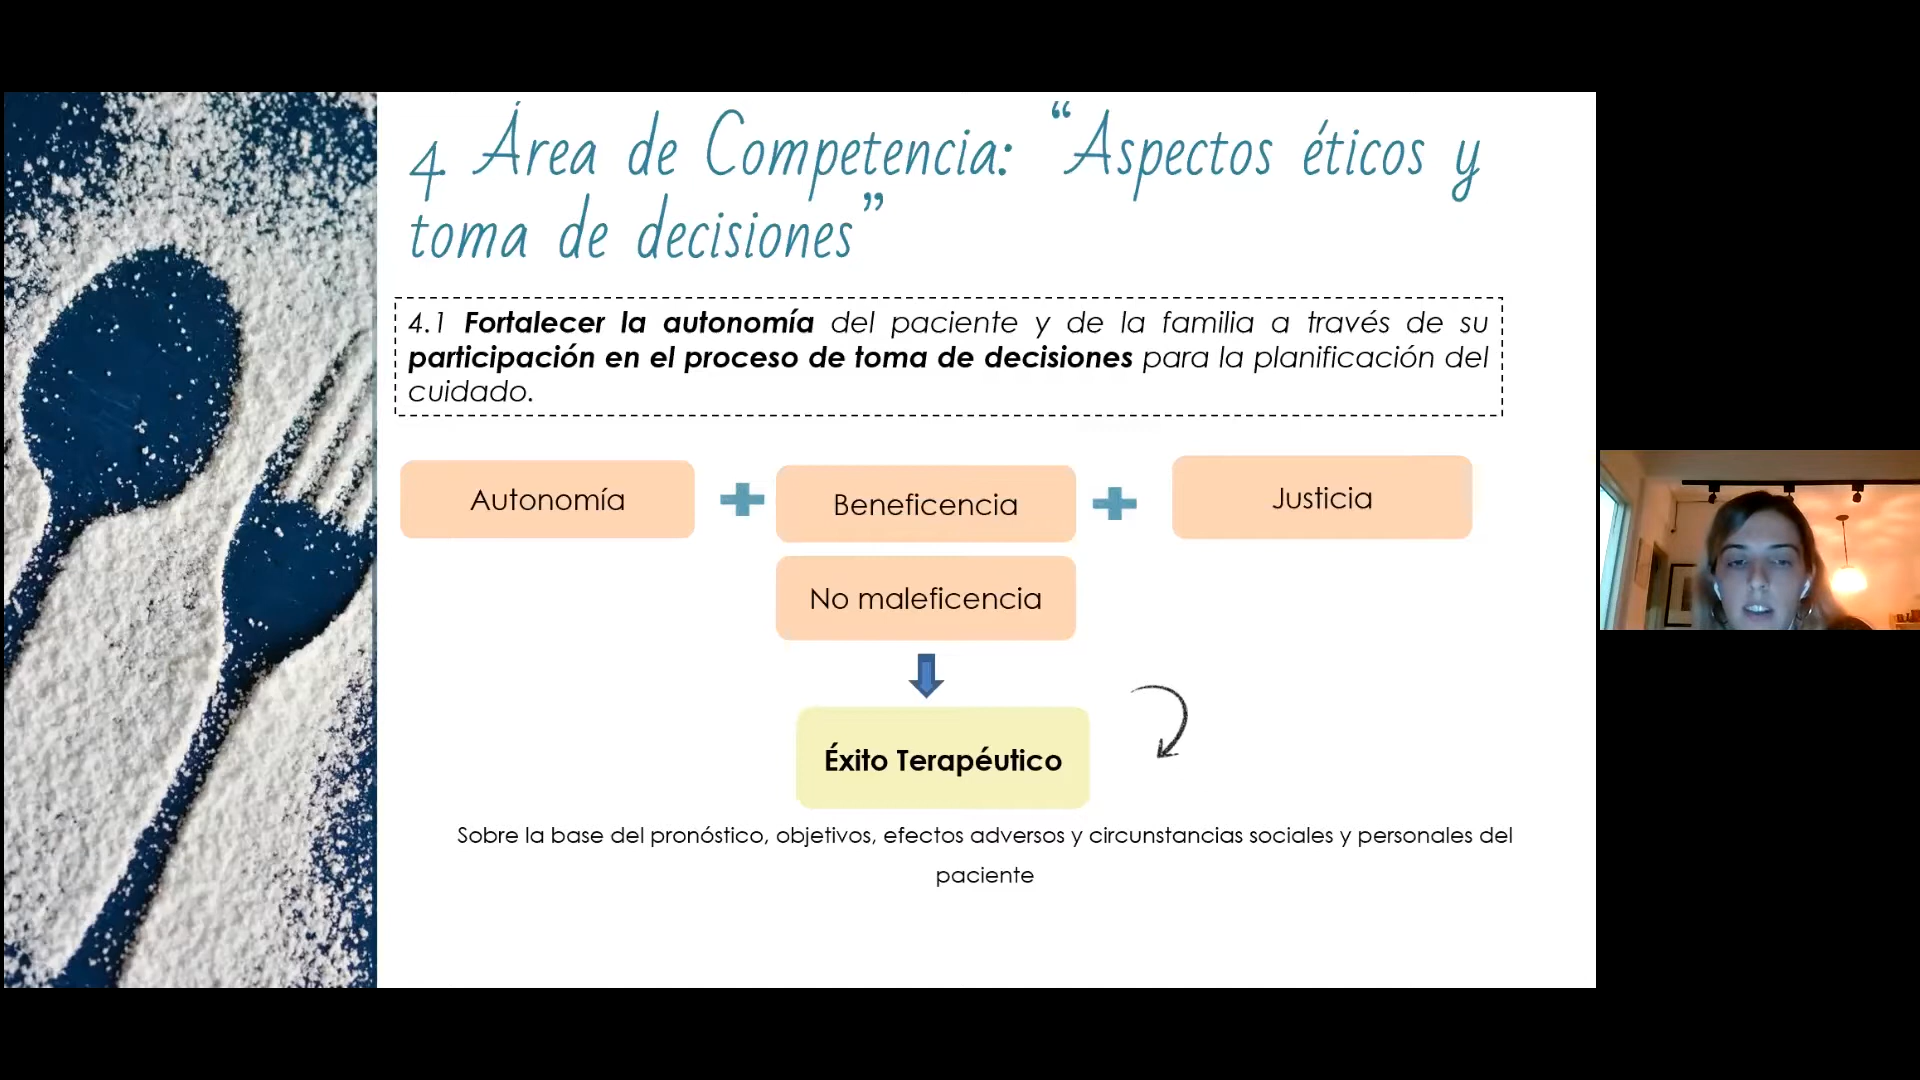 4. Área de Competencia: “Aspectos éticos y
toma de decisiones”
4.1 Fortalecer la autonomía del paciente y de la familia a través de su
participación en el proceso de toma de decisiones para la planificación del
cuidado.
Autonomía
Beneficencia
Justicia
No maleficencia
Éxito Terapéutico
Sobre la base del pronóstico, objetivos, efectos adversos y circunstancias sociales y personales del
paciente